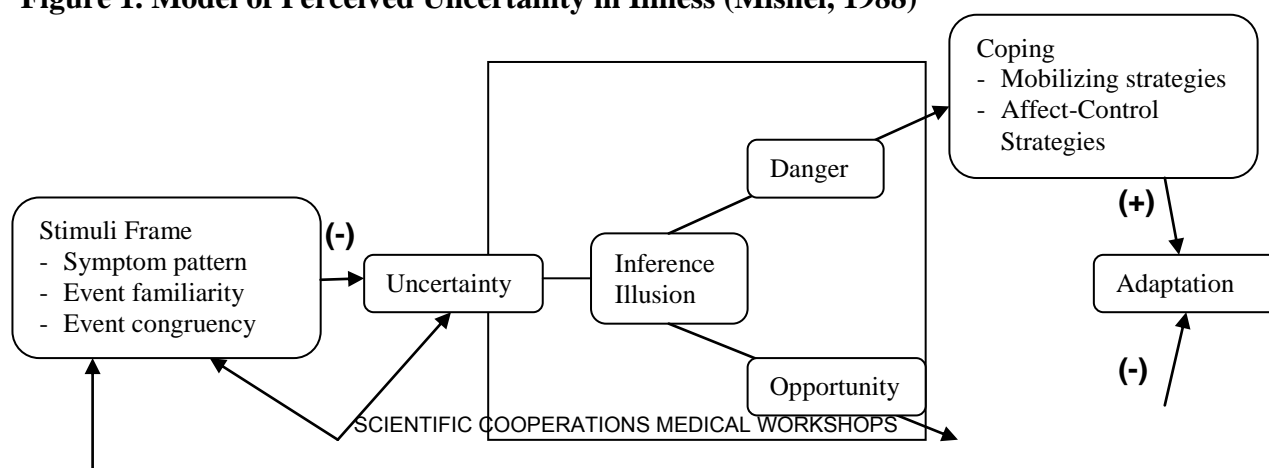 Figure 1. Model of Perceived Uncertainty in Illness (Mishel, 1988)
Coping
- Mobilizing strategies
- Affect-Control
Strategies
Danger
(+)
Stimuli Frame
- Symptom pattern
- Event familiarity
- Event congruency
(-)
Uncertainty
Inference
Illusion
Adaptation
Opportunity
(-)
SCIENTIFIC COOPERATIONS MEDICAL WORKSHOPS